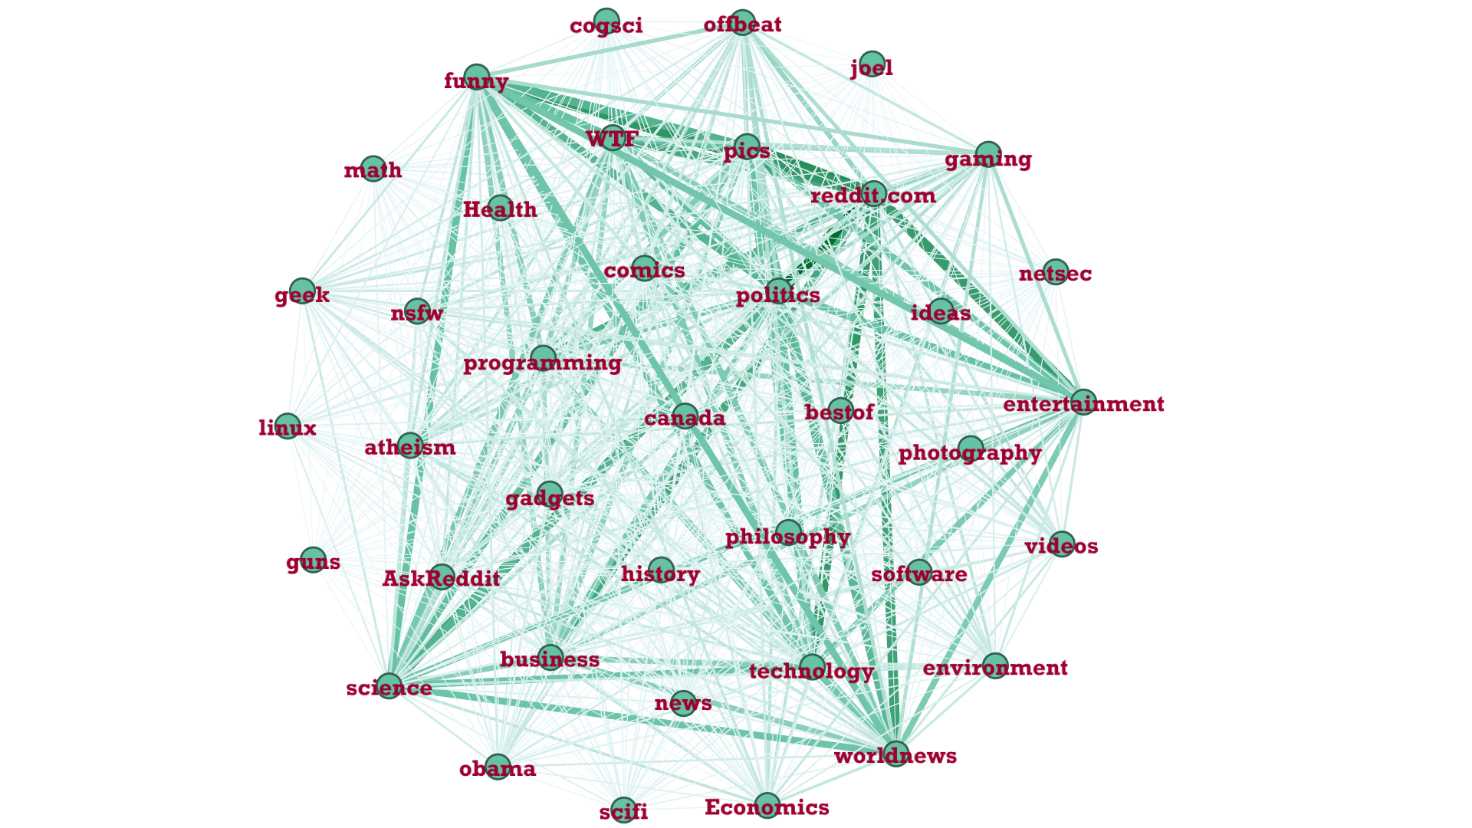 cogsci
offbeat
joel
funny
WTF
pics
gaming
math
reddit.com
Health
comics
netsec
geek
politics
nsfw
ideas
programming
entertainment
canada
bestof
linux
atheism
photography
gadgets
philosophy
videos
guns
AskReddit
history
software
business
technology
environment
science
news
worldnews
obama
Economics
scifi